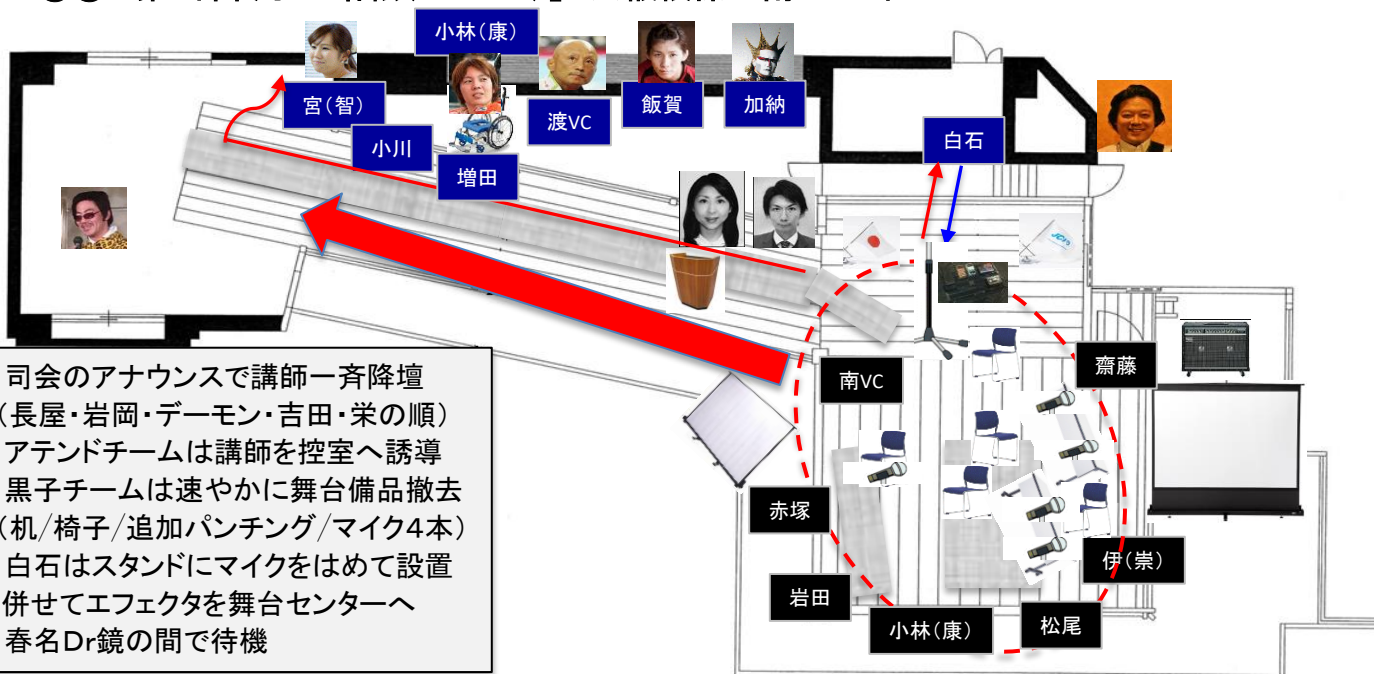 小林(康)
宮(智)
小川
増田
渡VC
飯賀
加納
白石
南VC
齋藤
赤塚
岩田
小林(康)
松尾
伊(崇)
司会のアナウンスで講師一斉降壇
(長屋・岩岡・デーモン・吉田・栄の順)
アテンドチームは講師を控室へ誘導
黒子チームは速やかに舞台備品撤去
(机/椅子/追加パンチング/マイク4本)
白石はスタンドにマイクをはめて設置
併せてエフェクタを舞台センターへ
春名Dr鏡の間で待機